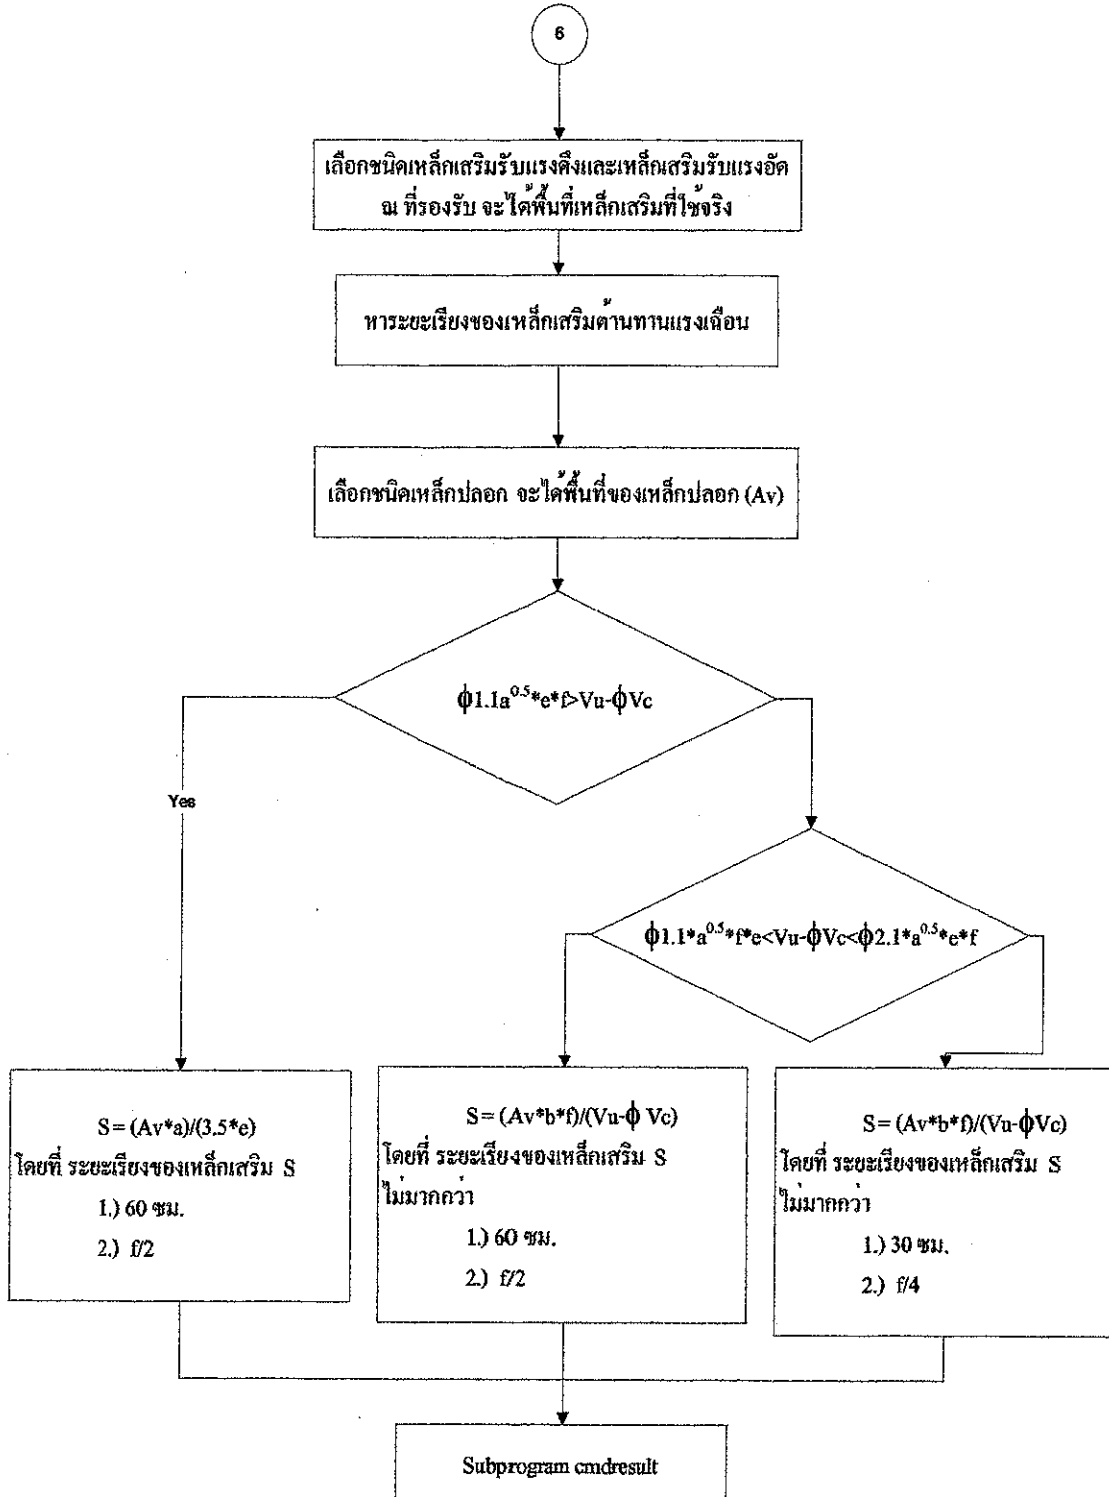 6
เลือกชนิดเหล็กเสริมรับแรงดึงและเหล็กเสริมรับแรงอัด
ณ ที่รองรับ จะได้พื้นที่เหล็กเสริมที่ใช้จริง
หาระยะเรียงของเหล็กเสริมต้านทานแรงเฉือน
เลือกชนิดเหล็กปลอก จะได้พื้นที่ของเหล็กปลอก (Av)
ϕ1.1a^0.5*e*f>Vu-ϕVc
Yes
ϕ1.1*a^0.5*f*e<Vu-ϕVc<ϕ2.1*a^0.5*e*f
S = (Av*a)/(3.5*e)
โดยที่ ระยะเรียงของเหล็กเสริม S
1.) 60 ซม.
2.) f/2
S = (Av*b*f)/(Vu-ϕ Vc)
โดยที่ ระยะเรียงของเหล็กเสริม S
ไม่มากกว่า
1.) 60 ซม.
2.) f/2
S = (Av*b*f)/(Vu-ϕVc)
โดยที่ ระยะเรียงของเหล็กเสริม S
ไม่มากกว่า
1.) 30 ซม.
2.) f/4
Subprogram cmdresult